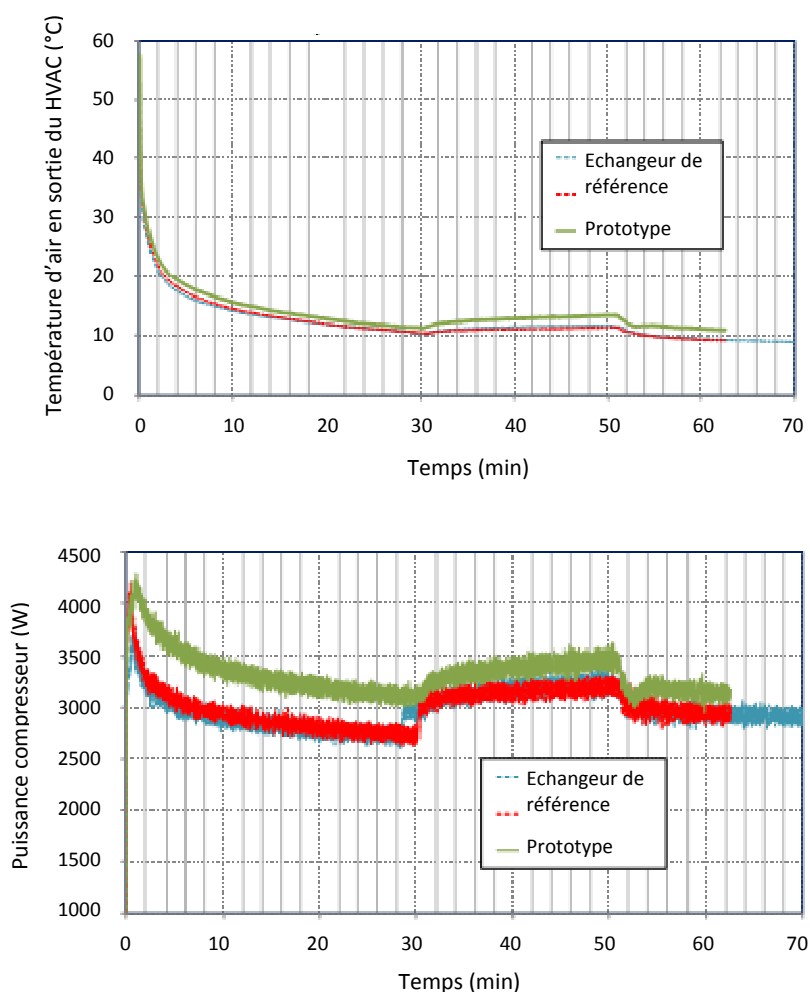 Température d'air en sortie du HVAC (°C)
60
50
40
30
20
10
0
Echangeur de
référence
Prototype
0 10 20 30 40 50 60 70
Temps (min)
Puissance compresseur (W)
4500
4000
3500
3000
2500
2000
1500
1000
Echangeur de
référence
Prototype
0 10 20 30 40 50 60 70
Temps (min)